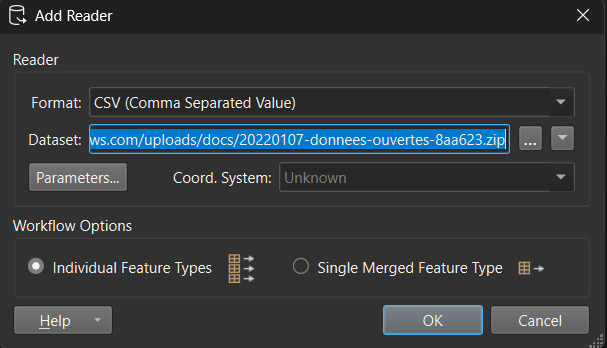 Add Reader
Reader
Format: CSV (Comma Separated Value)
Dataset: ws.com/uploads/docs/20220107-donnees-ouvertes-8aa623.zip ...
Parameters... Coord. System: Unknown
Workflow Options
Individual Feature Types Single Merged Feature Type
Help OK Cancel